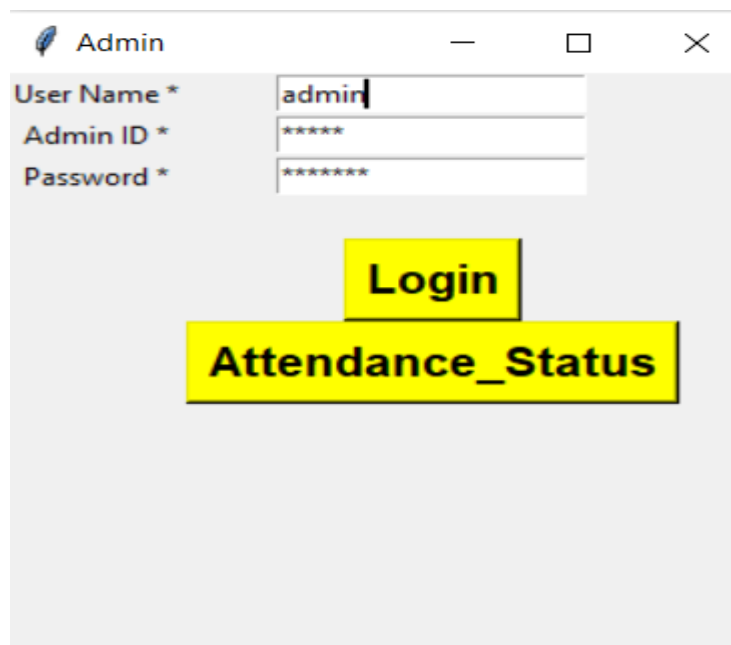 Admin
User Name * admin
Admin ID * *****
Password * *******
Login
Attendance_Status